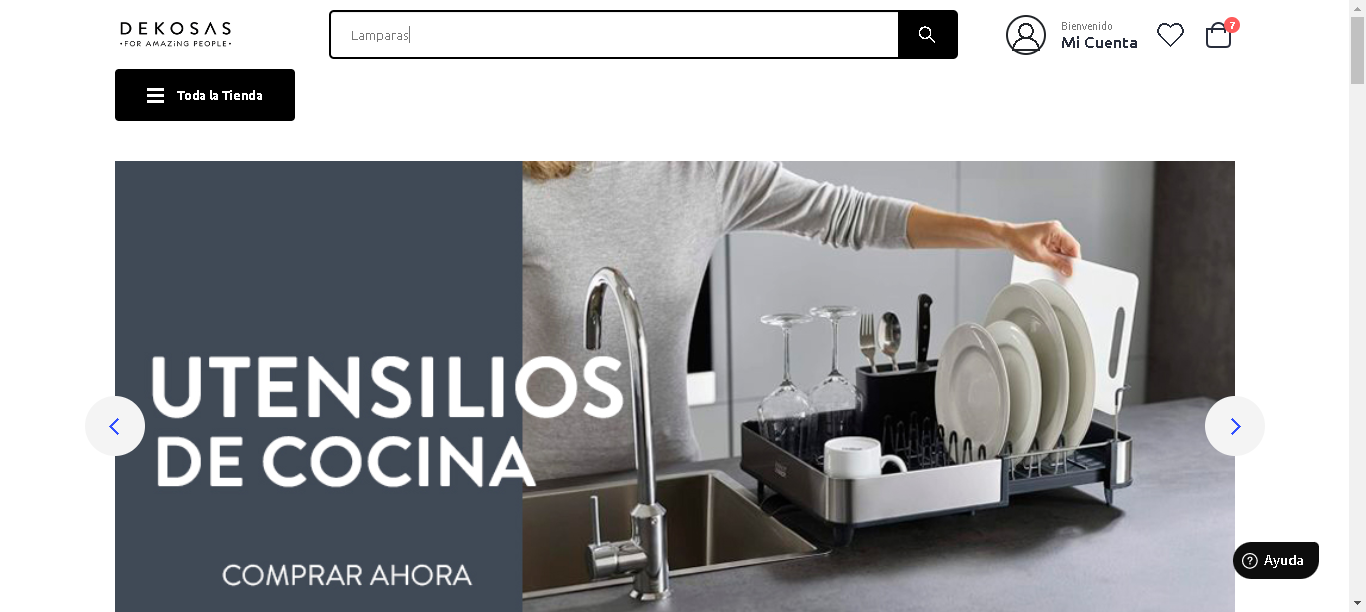 DEKOSAS
•FOR AMAZING PEOPLE•
Lamparas
Bienvenido
Mi Cuenta
7
Toda la Tienda
UTENSILIOS
DE COCINA
COMPRAR AHORA
Ayuda